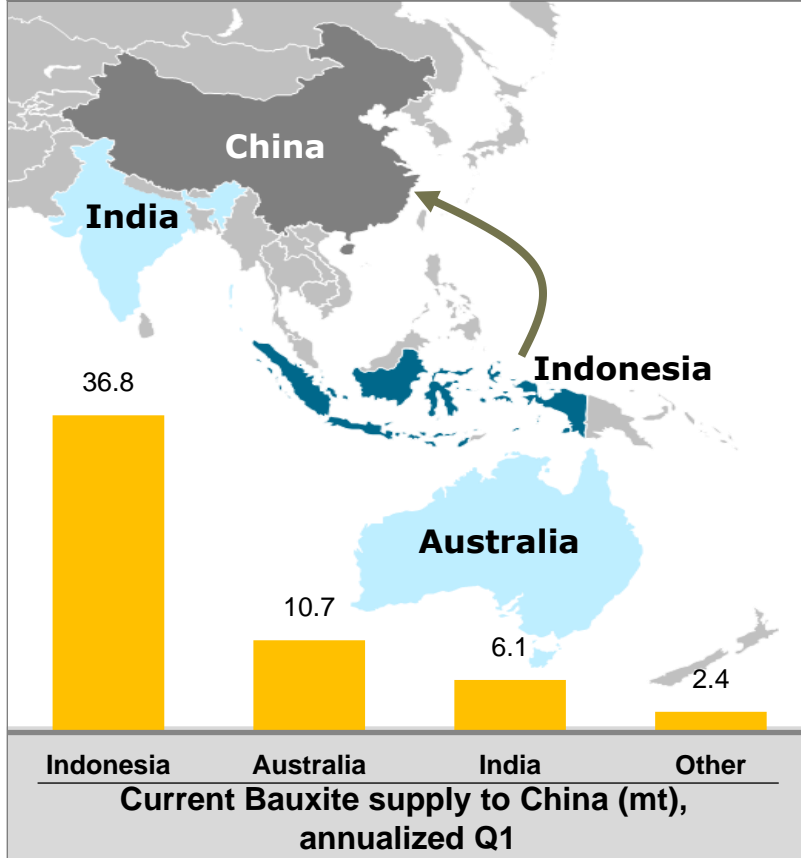 China
India
Indonesia
36.8
Australia
10.7
6.1
2.4
Indonesia Australia India Other
Current Bauxite supply to China (mt),
annualized Q1